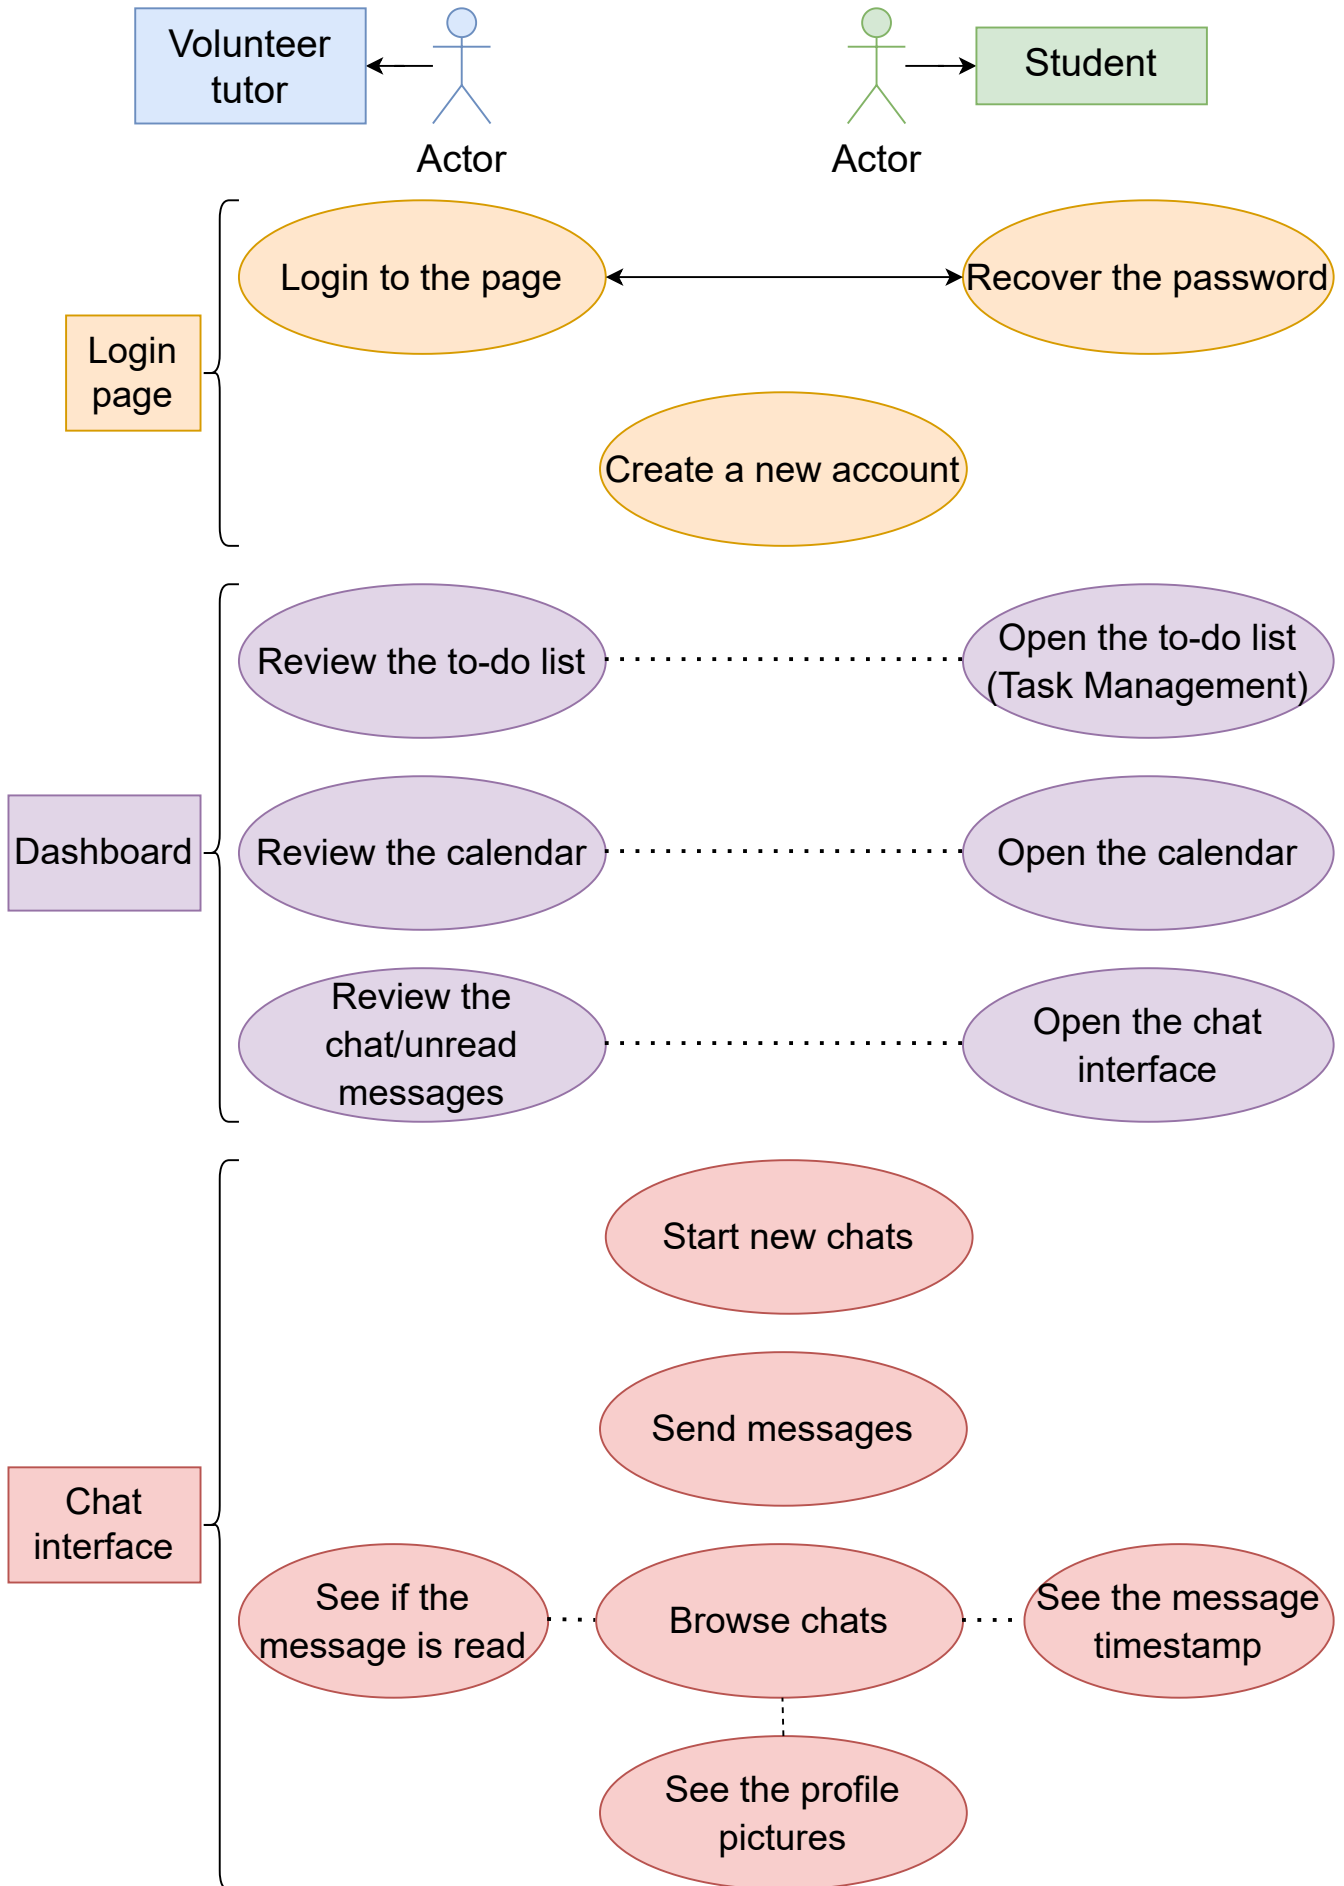 Volunteer
tutor
Student
Actor
Actor
Login to the page
Recover the password
Login
page
Create a new account
Review the to-do list
Open the to-do list
(Task Management)
Dashboard
Review the calendar
Open the calendar
Review the
chat/unread
messages
Open the chat
interface
Start new chats
Send messages
Chat
interface
See if the
message is read
Browse chats
See the message
timestamp
See the profile
pictures